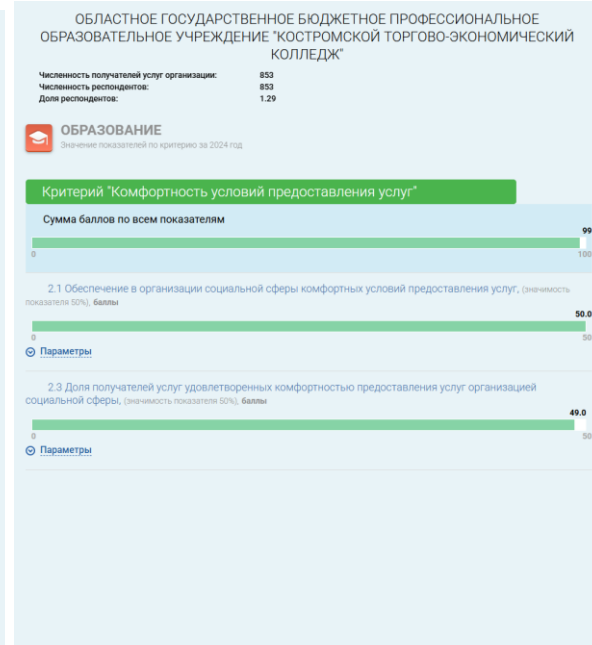 ОБЛАСТНОЕ ГОСУДАРСТВЕННОЕ БЮДЖЕТНОЕ ПРОФЕССИОНАЛЬНОЕ
ОБРАЗОВАТЕЛЬНОЕ УЧРЕЖДЕНИЕ "КОСТРОМСКОЙ ТОРГОВО-ЭКОНОМИЧЕСКИЙ
КОЛЛЕДЖ"
Численность получателей услуг организации: 853
Численность респондентов: 853
Доля респондентов: 1.29
ОБРАЗОВАНИЕ
Значение показателей по критерию за 2024 год
Критерий "Комфортность условий предоставления услуг"
Сумма баллов по всем показателям
99
0 100
2.1 Обеспечение в организации социальной сферы комфортных условий предоставления услуг, (значимость
показателя 50%), баллы
50.0
0 50
Параметры
2.3 Доля получателей услуг удовлетворенных комфортностью предоставления услуг организацией
социальной сферы, (значимость показателя 50%), баллы
49.0
0 50
Параметры